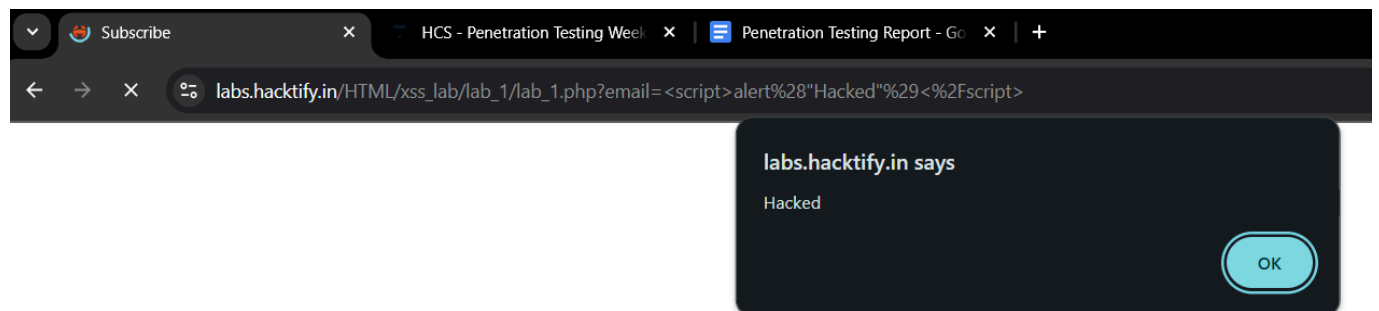 Subscribe
HCS - Penetration Testing Week
Penetration Testing Report - Go
labs.hacktify.in/HTML/xss_lab/lab_1/lab_1.php?email=<script>alert%28"Hacked"%29<%2Fscript>
labs.hacktify.in says
Hacked
OK